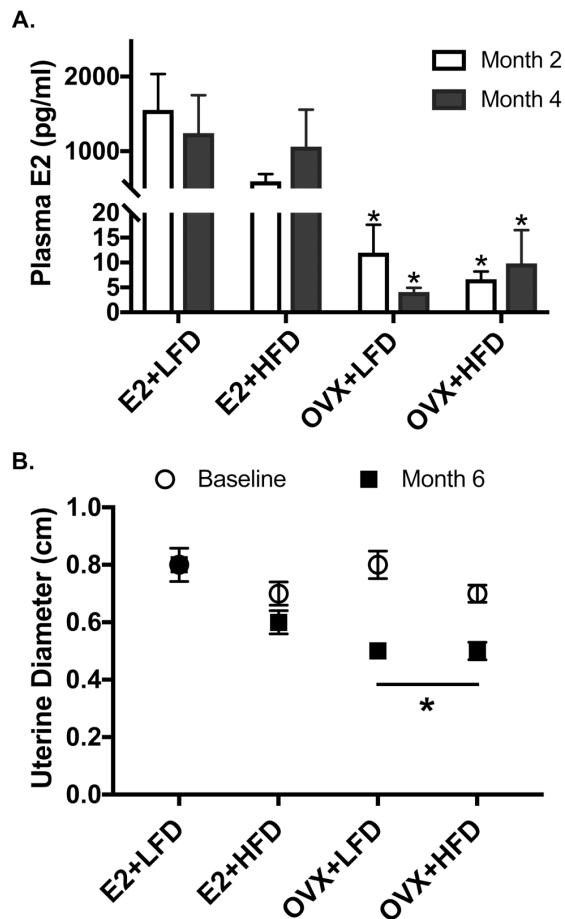 A.
Plasma E2 (pg/ml)
2000
1000
20
15
10
5
0
Month 2
Month 4
*
*
*
*
E2+LFD
E2+HFD
OVX+LFD
OVX+HFD
B.
Baseline
Month 6
Uterine Diameter (cm)
1.0
0.8
0.6
0.4
0.2
0.0
*
E2+LFD
E2+HFD
OVX+LFD
OVX+HFD